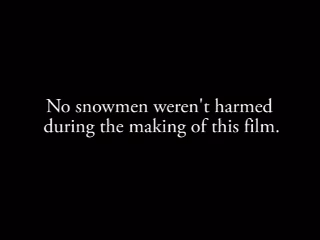 No snowmen weren't harmed
during the making of this film.